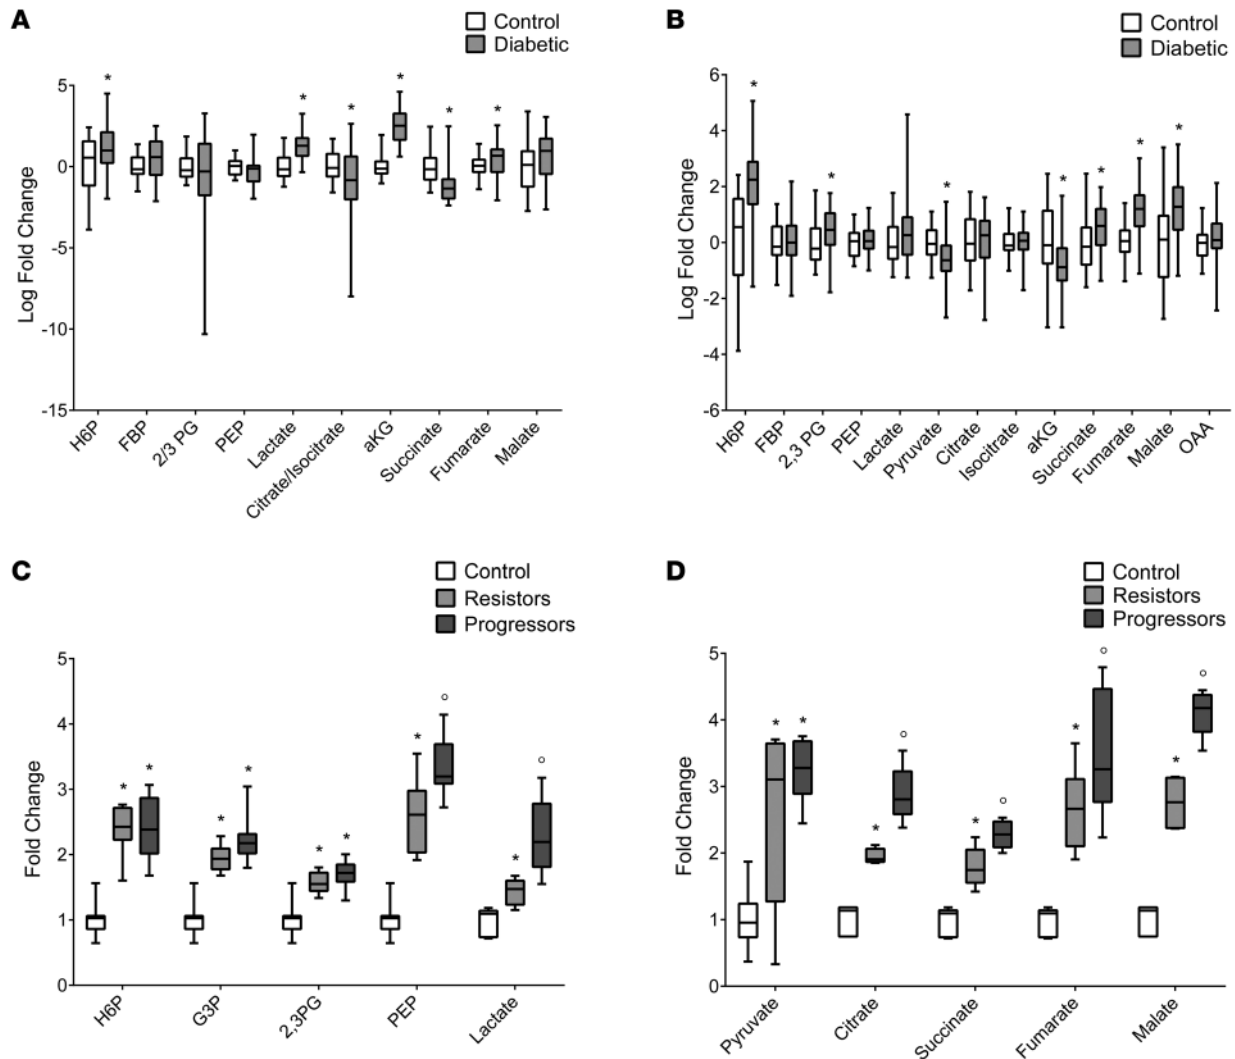 A
Control
Diabetic
Log Fold Change
5
0
-5
-10
-15
* * * * * *
H6P FBP 2/3 PG PEP Lactate Citrate/Isocitrate aKG Succinate Fumarate Malate
B
Control
Diabetic
Log Fold Change
6
4
2
0
-2
-4
-6
* * * * * * *
H6P FBP 2,3 PG PEP Lactate Pyruvate Citrate Isocitrate aKG Succinate Fumarate Malate OAA
C
Control
Resistors
Progressors
Fold Change
5
4
3
2
1
0
* * * * * * * ○ * ○
H6P G3P 2,3PG PEP Lactate
D
Control
Resistors
Progressors
Fold Change
5
4
3
2
1
0
* * * ○ * ○ * ○ * ○
Pyruvate Citrate Succinate Fumarate Malate